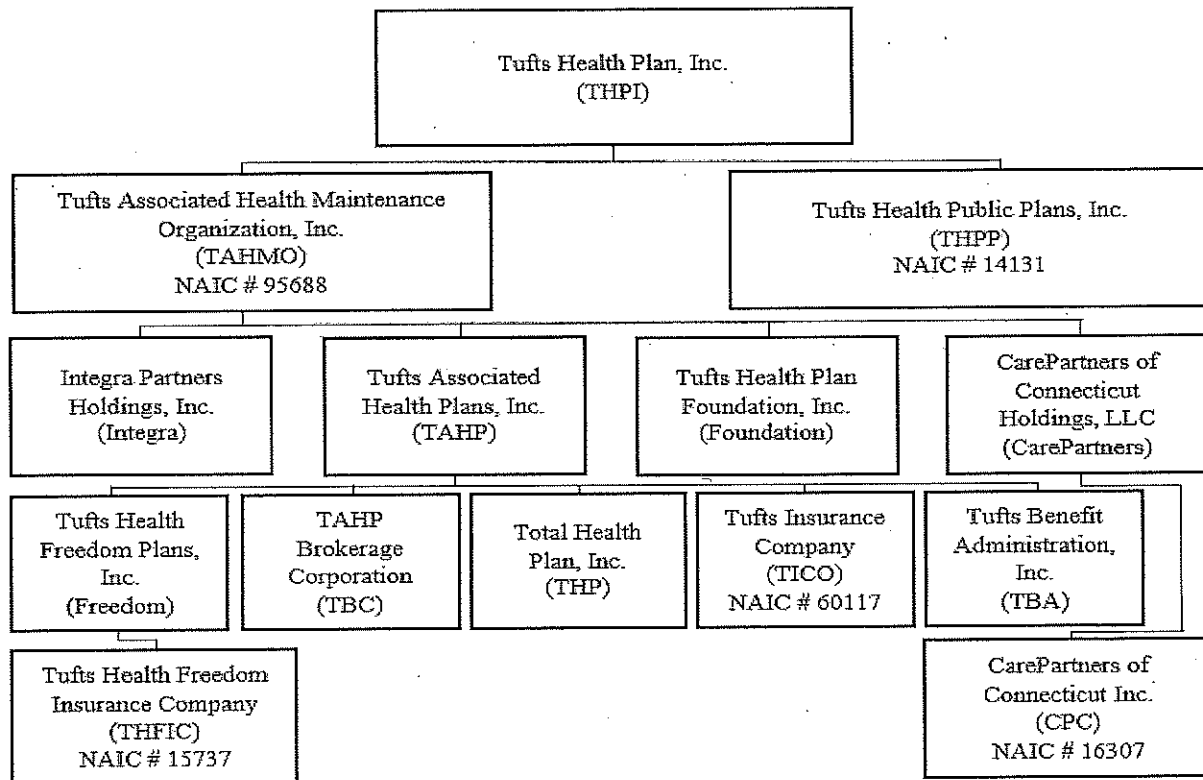 Tufts Health Plan, Inc.
(THPI)
Tufts Associated Health Maintenance
Organization, Inc.
(TAHMO)
NAIC # 95688
Tufts Health Public Plans, Inc.
(THPP)
NAIC # 14131
Integra Partners
Holdings, Inc.
(Integra)
Tufts Associated
Health Plans, Inc.
(TAHP)
Tufts Health Plan
Foundation, Inc.
(Foundation)
CarePartners of
Connecticut
Holdings, LLC
(CarePartners)
Tufts Health
Freedom Plans,
Inc.
(Freedom)
TAHP
Brokerage
Corporation
(TBC)
Total Health
Plan, Inc.
(THP)
Tufts Insurance
Company
(TICO)
NAIC # 60117
Tufts Benefit
Administration,
Inc.
(TBA)
Tufts Health Freedom
Insurance Company
(THFIC)
NAIC # 15737
CarePartners of
Connecticut Inc.
(CPC)
NAIC # 16307